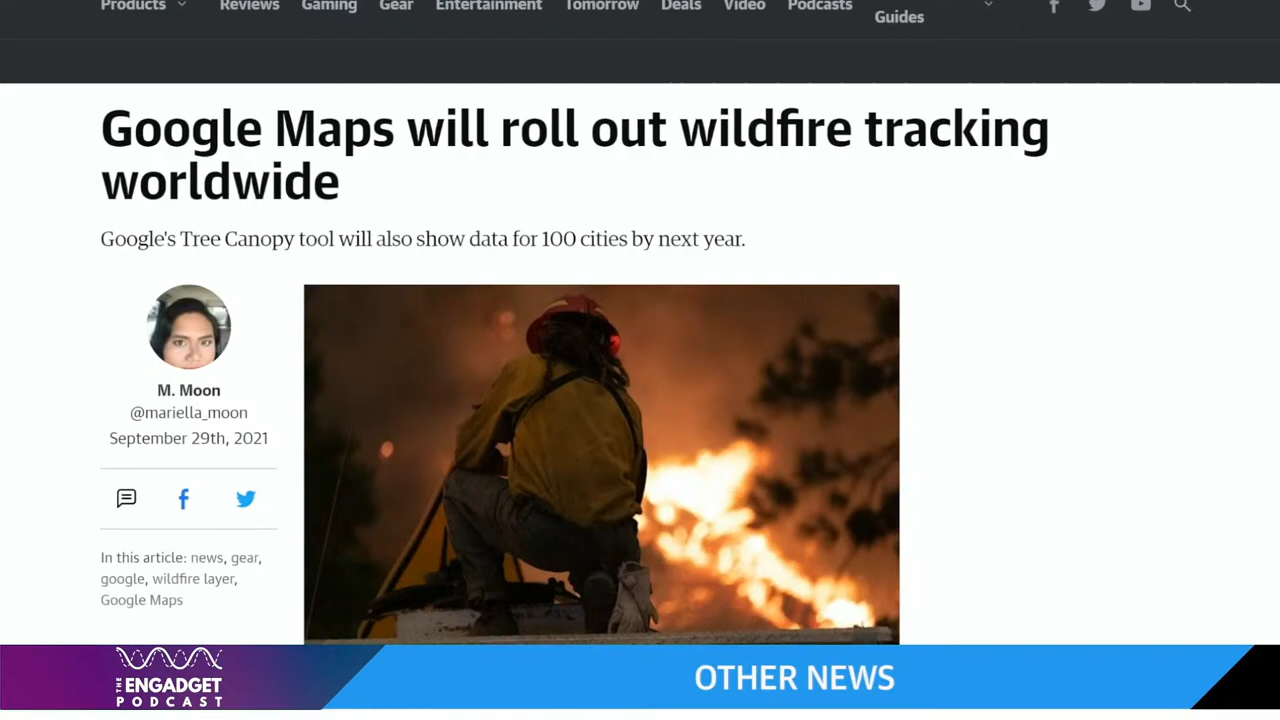 Products Reviews Gaming Gear Entertainment Tomorrow Deals Video Podcasts
Guides
Google Maps will roll out wildfire tracking
worldwide
Google's Tree Canopy tool will also show data for 100 cities by next year.
M. Moon
@mariella_moon
September 29th, 2021
In this article: news, gear,
google, wildfire layer,
Google Maps
THE
ENGADGET
PODCAST
OTHER NEWS